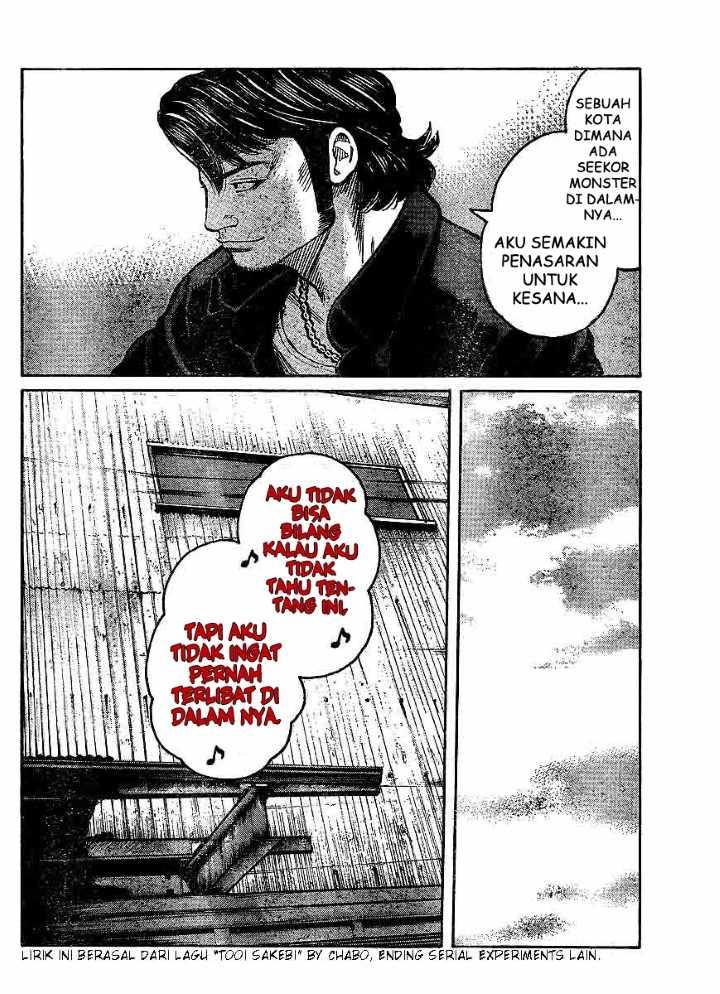 SEBUAH
KOTA
DIMANA
ADA
SEEKOR
MONSTER
DI DALAM-
NYA...
AKU SEMAKIN
PENASARAN
UNTUK
KESANA...
AKU TIDAK
BISA
BILANG
KALAU AKU
TIDAK
TAHU TEN-
TANG INI,
TAPI AKU
TIDAK INGAT
PERNAH
TERLIBAT DI
DALAM NYA.
LIRIK INI BERASAL DARI LAGU "TOOI SAKEBI" BY CHABO, ENDING SERIAL EXPERIMENTS LAIN.